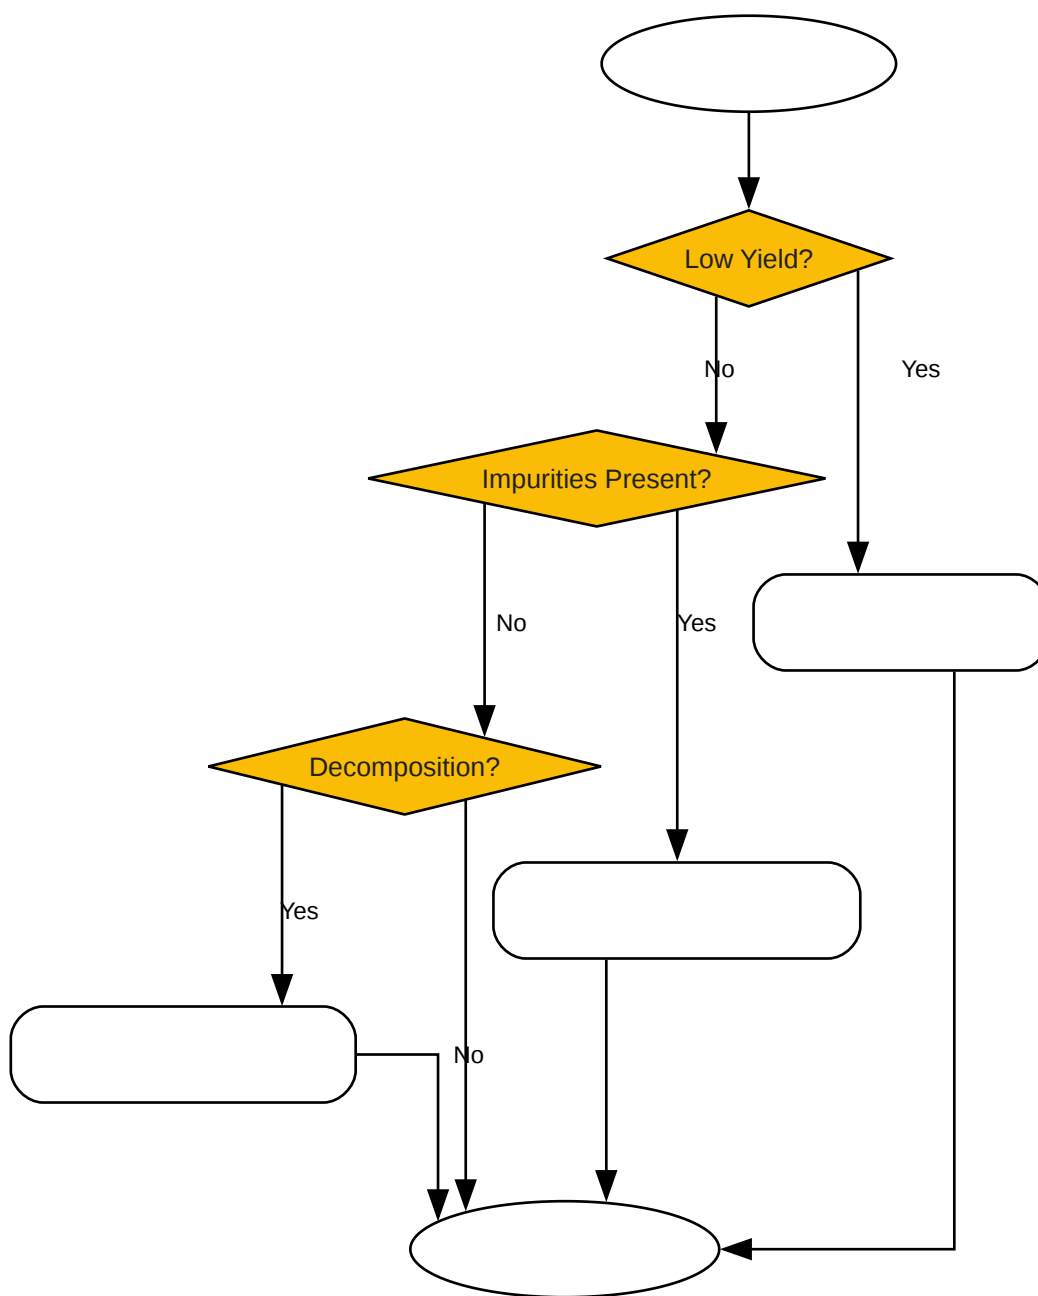 Low Yield?
No
Yes
Impurities Present?
No
Yes
Decomposition?
Yes
No